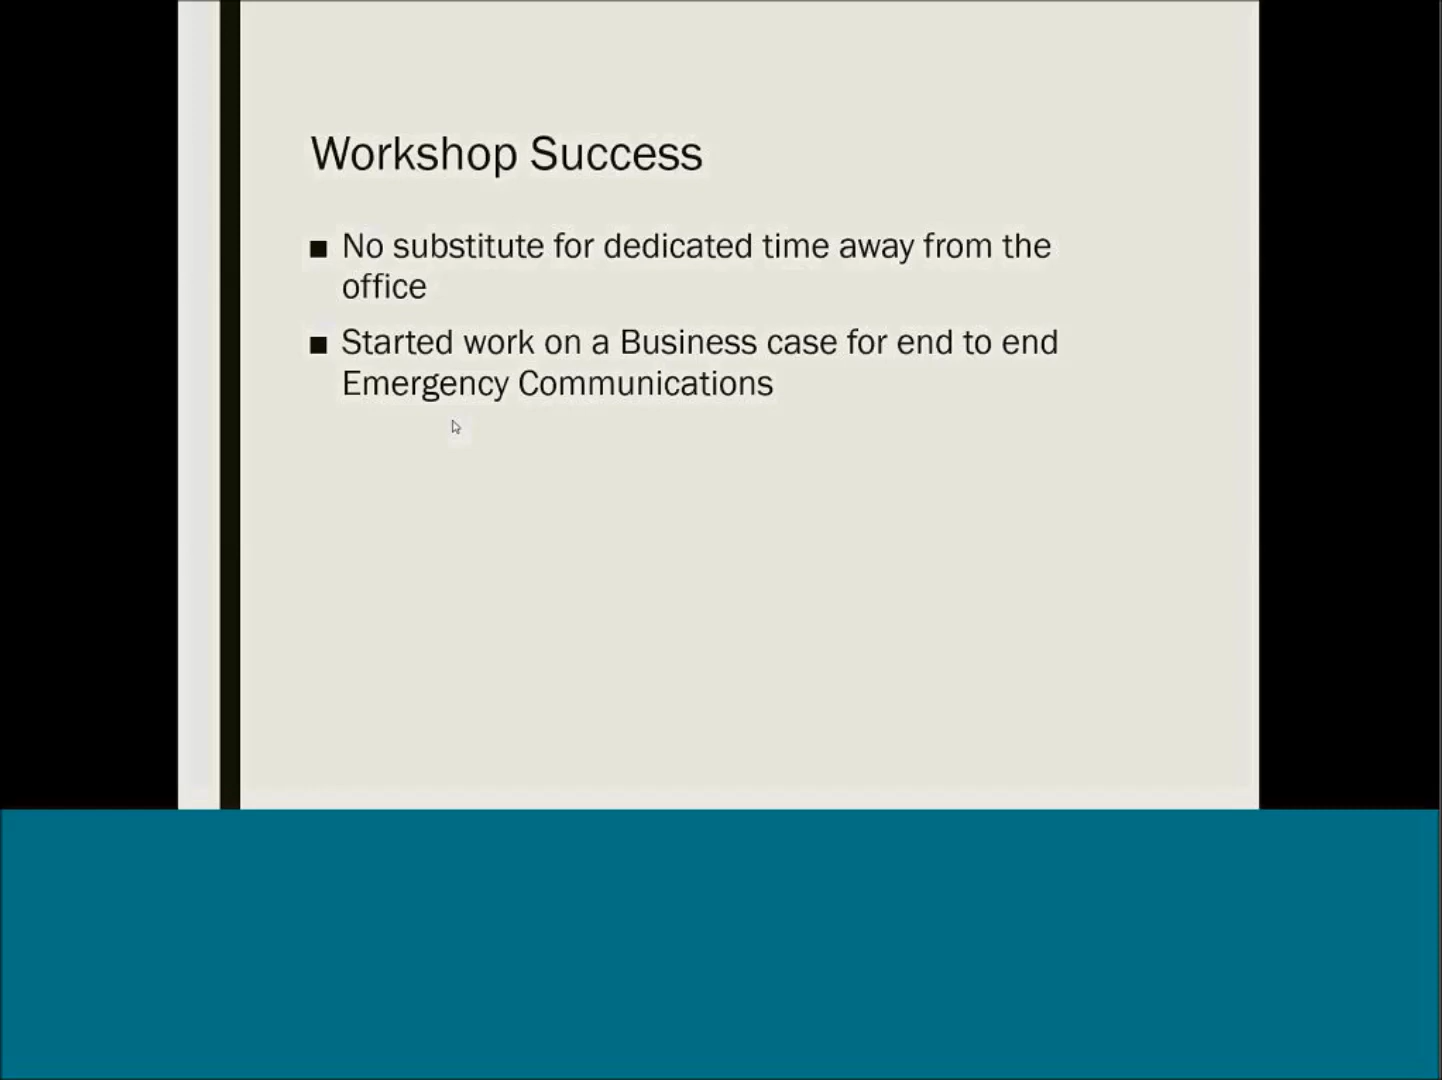 Workshop Success
■ No substitute for dedicated time away from the
office
■ Started work on a Business case for end to end
Emergency Communications